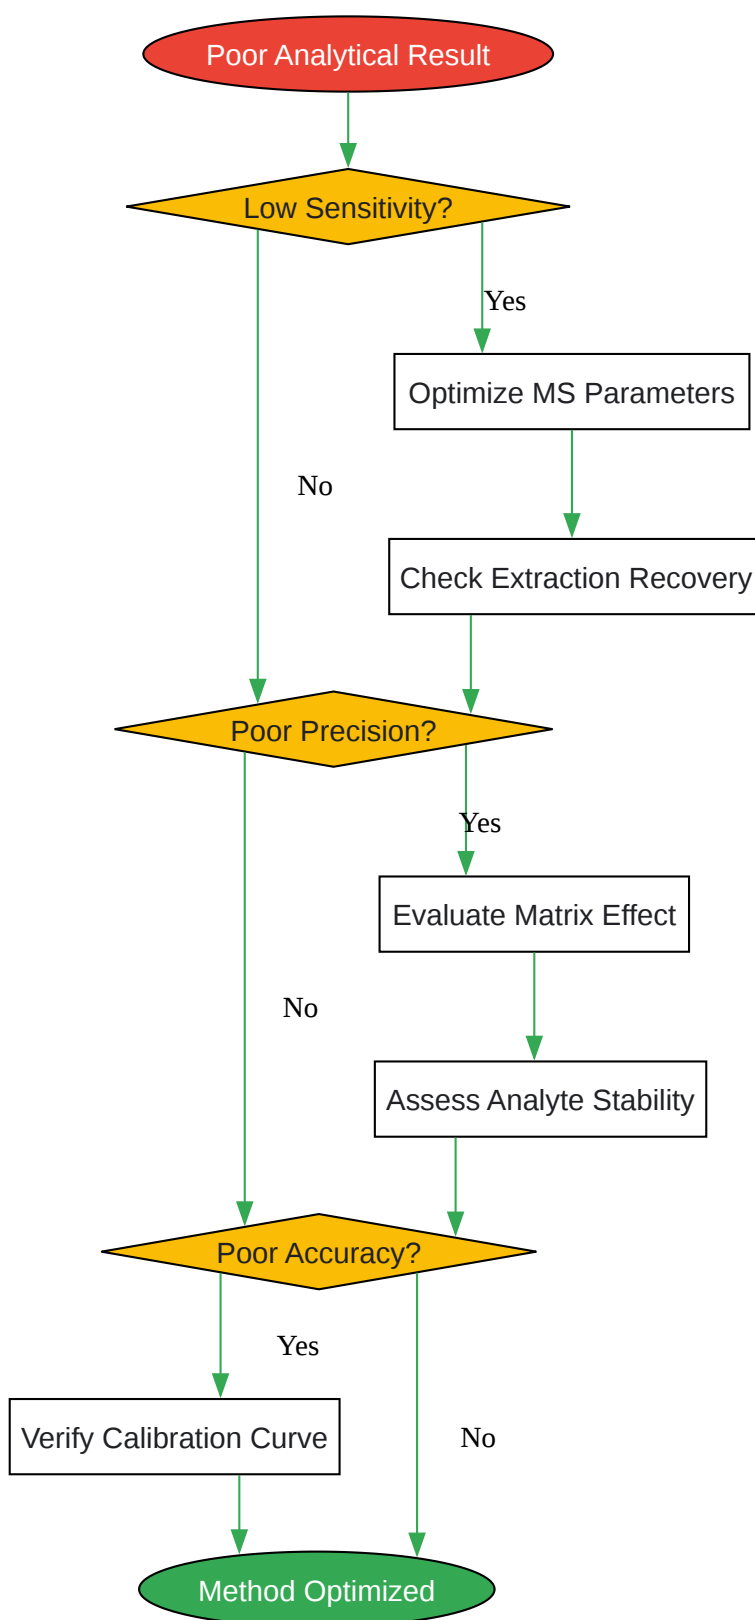 Poor Analytical Result
Low Sensitivity?
Yes
Optimize MS Parameters
No
Check Extraction Recovery
Poor Precision?
Yes
Evaluate Matrix Effect
No
Assess Analyte Stability
Poor Accuracy?
Yes
Verify Calibration Curve
No
Method Optimized